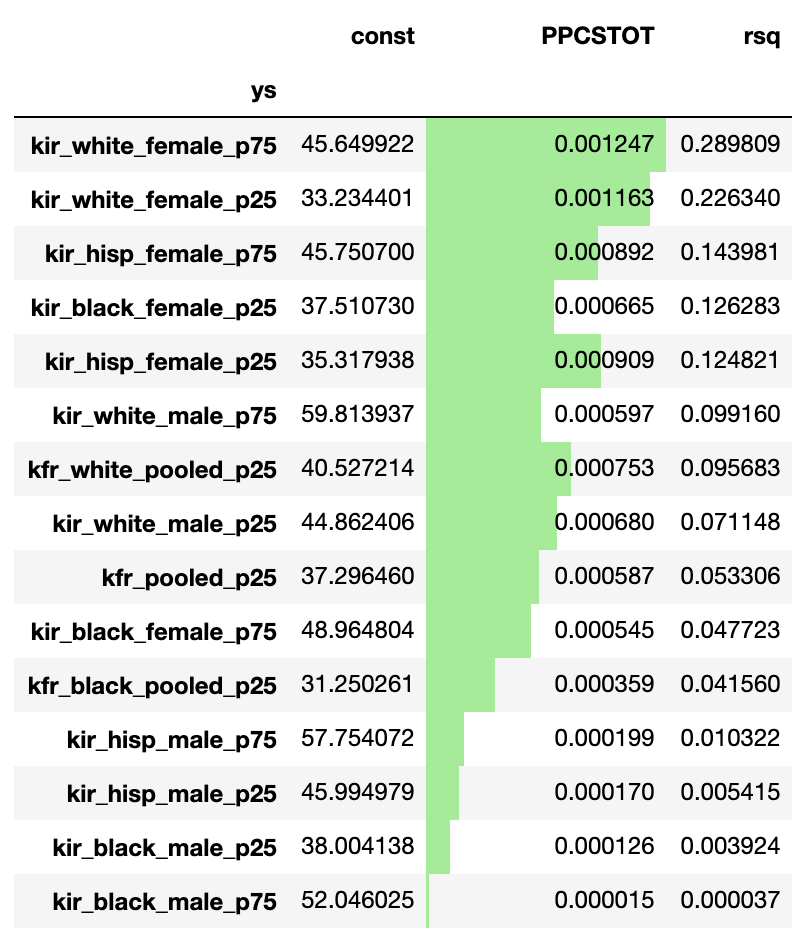 const PPCSTOT rsq
ys
kir_white_female_p75 45.649922 0.001247 0.289809
kir_white_female_p25 33.234401 0.001163 0.226340
kir_hisp_female_p75 45.750700 0.000892 0.143981
kir_black_female_p25 37.510730 0.000665 0.126283
kir_hisp_female_p25 35.317938 0.000909 0.124821
kir_white_male_p75 59.813937 0.000597 0.099160
kfr_white_pooled_p25 40.527214 0.000753 0.095683
kir_white_male_p25 44.862406 0.000680 0.071148
kfr_pooled_p25 37.296460 0.000587 0.053306
kir_black_female_p75 48.964804 0.000545 0.047723
kfr_black_pooled_p25 31.250261 0.000359 0.041560
kir_hisp_male_p75 57.754072 0.000199 0.010322
kir_hisp_male_p25 45.994979 0.000170 0.005415
kir_black_male_p25 38.004138 0.000126 0.003924
kir_black_male_p75 52.046025 0.000015 0.000037